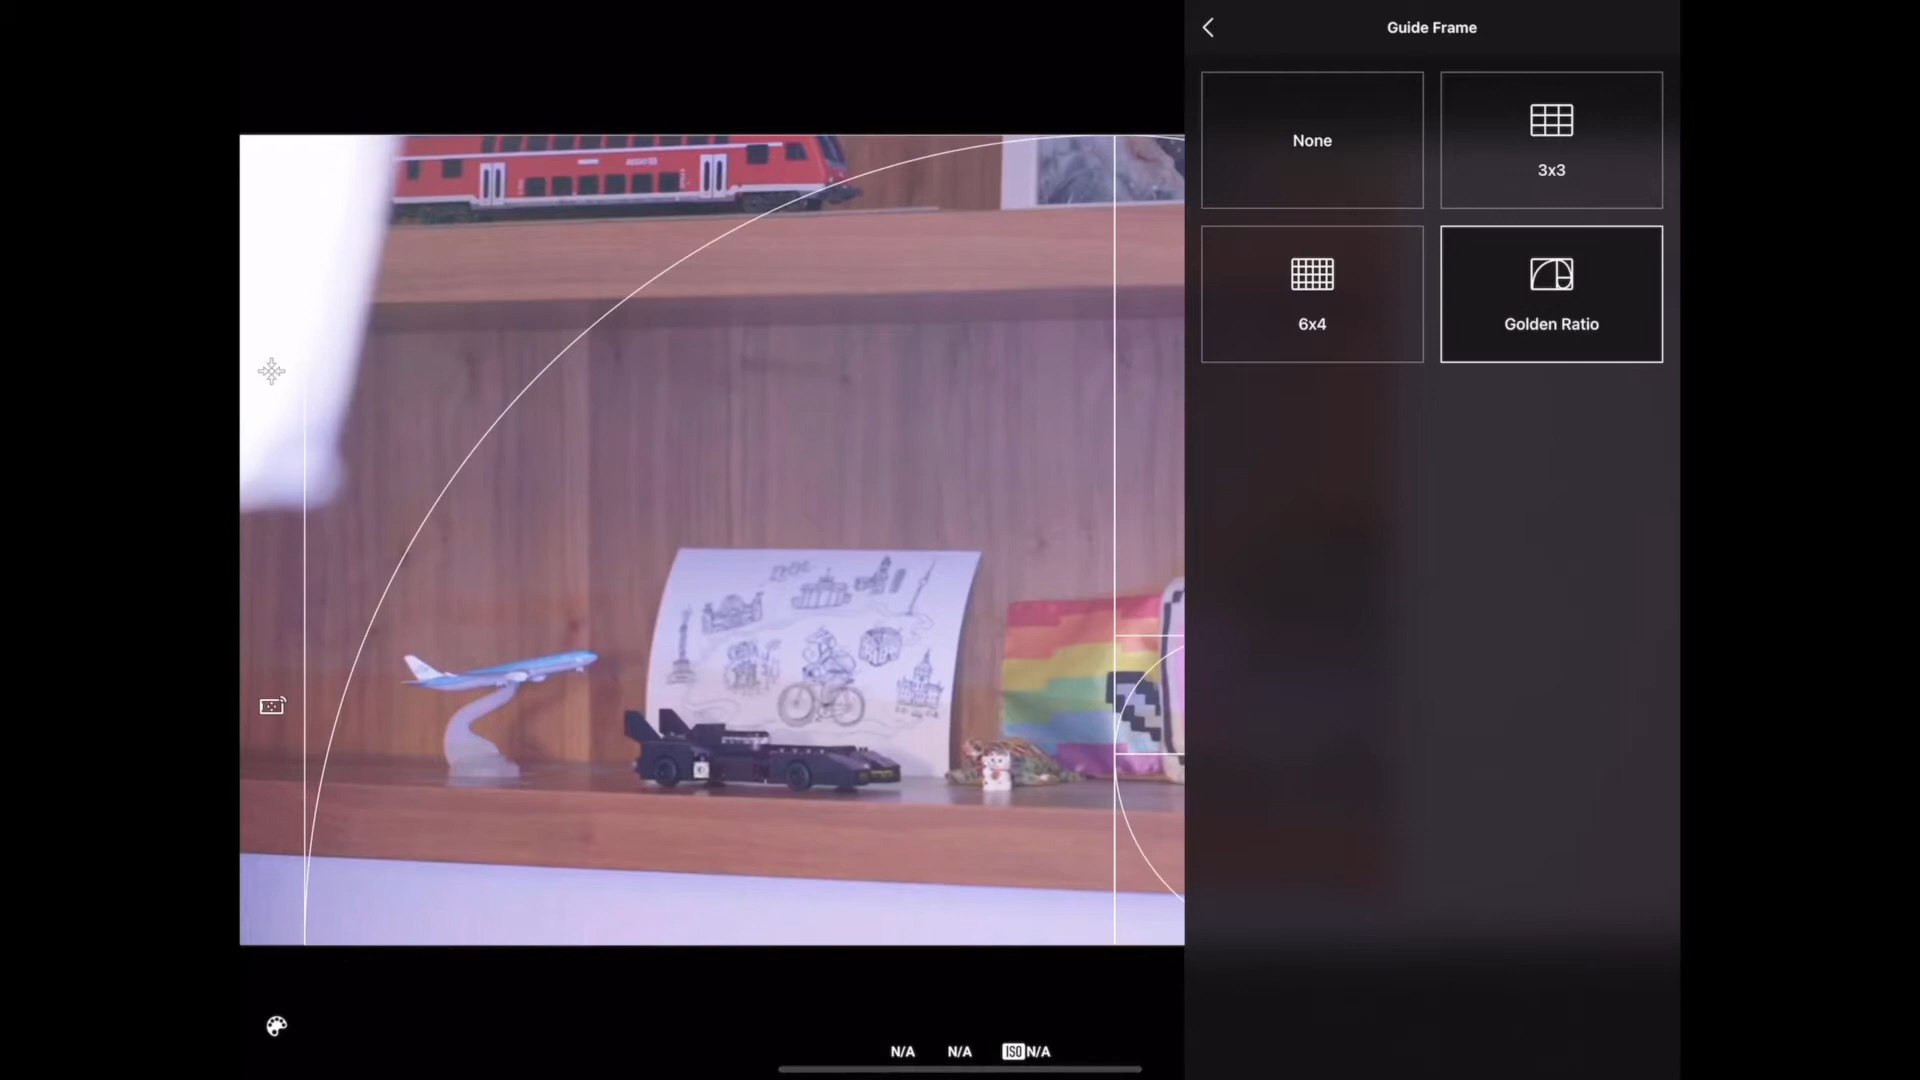 Guide Frame
None
3x3
6x4
Golden Ratio
N/A
N/A
ISO N/A